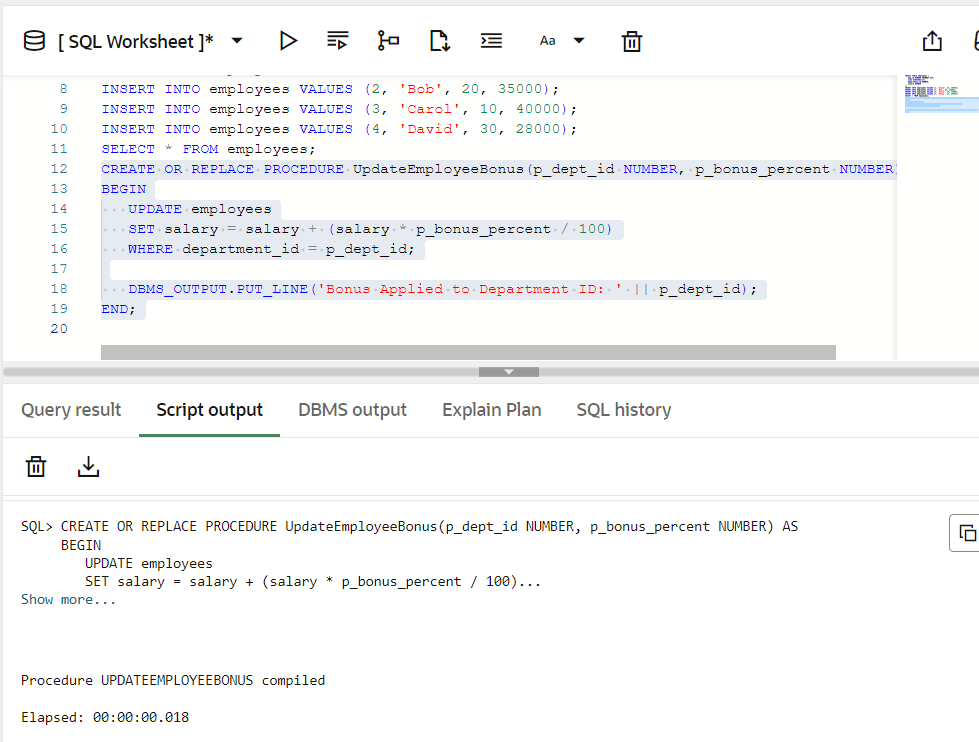 [ SQL Worksheet ]*
Aa
8 INSERT INTO employees VALUES (2, 'Bob', 20, 35000);
9 INSERT INTO employees VALUES (3, 'Carol', 10, 40000);
10 INSERT INTO employees VALUES (4, 'David', 30, 28000);
11 SELECT * FROM employees;
12 CREATE OR REPLACE PROCEDURE UpdateEmployeeBonus(p_dept_id NUMBER, p_bonus_percent NUMBER)
13 BEGIN
14 UPDATE employees
15 SET salary = salary + (salary * p_bonus_percent / 100)
16 WHERE department_id = p_dept_id;
17
18 DBMS_OUTPUT.PUT_LINE('Bonus Applied to Department ID: ' || p_dept_id);
19 END;
20
Query result Script output DBMS output Explain Plan SQL history
SQL> CREATE OR REPLACE PROCEDURE UpdateEmployeeBonus(p_dept_id NUMBER, p_bonus_percent NUMBER) AS
BEGIN
UPDATE employees
SET salary = salary + (salary * p_bonus_percent / 100)...
Show more...
Procedure UPDATEEMPLOYEEBONUS compiled
Elapsed: 00:00:00.018